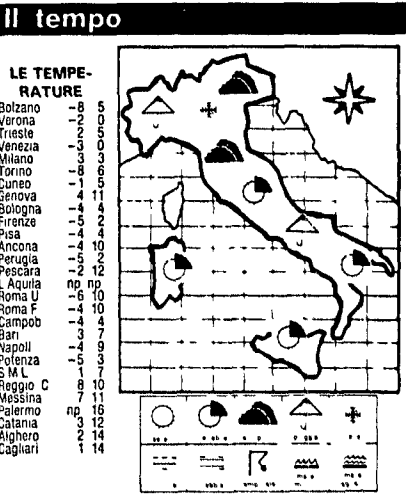 Il tempo
LE TEMPE-
RATURE
Bolzano -8 5
Verona -2 0
Trieste 2 5
Venezia -3 0
Milano 3 3
Torino -8 6
Cuneo -1 5
Genova 4 11
Bologna -4 4
Firenze -5 2
Pisa -4 4
Ancona -4 10
Perugia -5 2
Pescara -2 12
L Aquila np np
Roma U -6 10
Roma F -4 10
Campob -4 4
Bari 3 7
Napoli -4 9
Potenza -5 3
S M L 1 7
Reggio C 8 10
Messina 7 11
Palermo np 16
Catania 3 12
Alghero 2 14
Cagliari 1 14